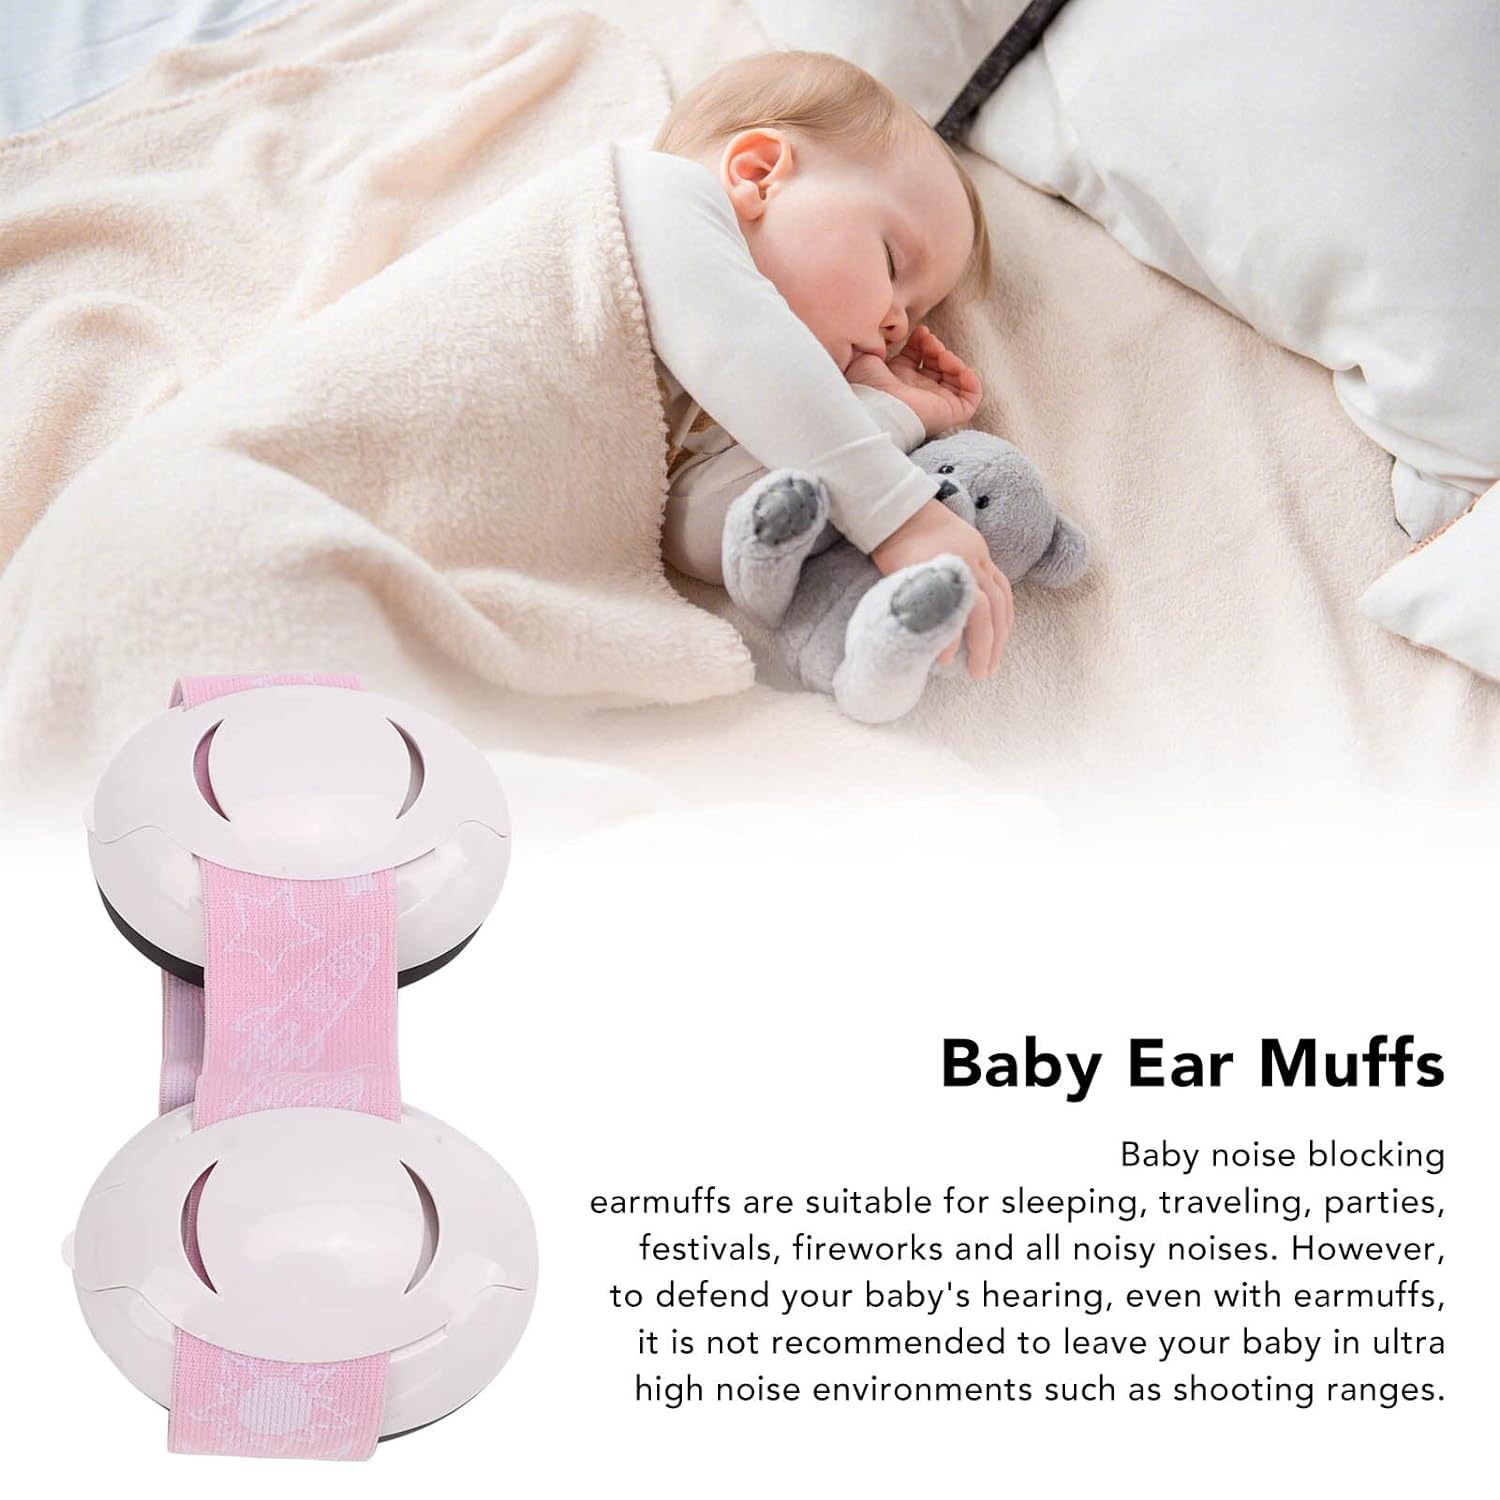 Baby Ear Muffs
Baby noise blocking
earmuffs are suitable for sleeping, traveling, parties,
festivals, fireworks and all noisy noises. However,
to defend your baby's hearing, even with earmuffs,
it is not recommended to leave your baby in ultra
high noise environments such as shooting ranges.